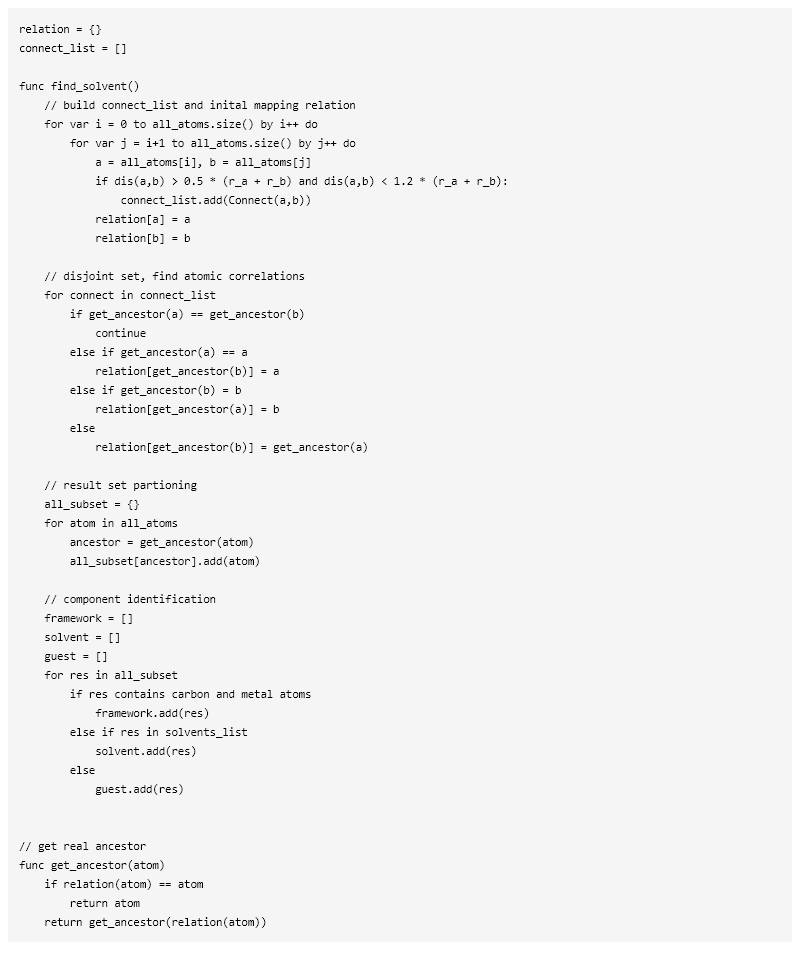 relation = {}
connect_list = []

func find_solvent()
    // build connect_list and inital mapping relation
    for var i = 0 to all_atoms.size() by i++ do
        for var j = i+1 to all_atoms.size() by j++ do
            a = all_atoms[i], b = all_atoms[j]
            if dis(a,b) > 0.5 * (r_a + r_b) and dis(a,b) < 1.2 * (r_a + r_b):
                connect_list.add(Connect(a,b))
            relation[a] = a
            relation[b] = b

    // disjoint set, find atomic correlations
    for connect in connect_list
        if get_ancestor(a) == get_ancestor(b)
            continue
        else if get_ancestor(a) == a
            relation[get_ancestor(b)] = a
        else if get_ancestor(b) = b
            relation[get_ancestor(a)] = b
        else
            relation[get_ancestor(b)] = get_ancestor(a)

    // result set partioning
    all_subset = {}
    for atom in all_atoms
        ancestor = get_ancestor(atom)
        all_subset[ancestor].add(atom)

    // component identification
    framework = []
    solvent = []
    guest = []
    for res in all_subset
        if res contains carbon and metal atoms
            framework.add(res)
        else if res in solvents_list
            solvent.add(res)
        else
            guest.add(res)


// get real ancestor
func get_ancestor(atom)
    if relation(atom) == atom
        return atom
    return get_ancestor(relation(atom))